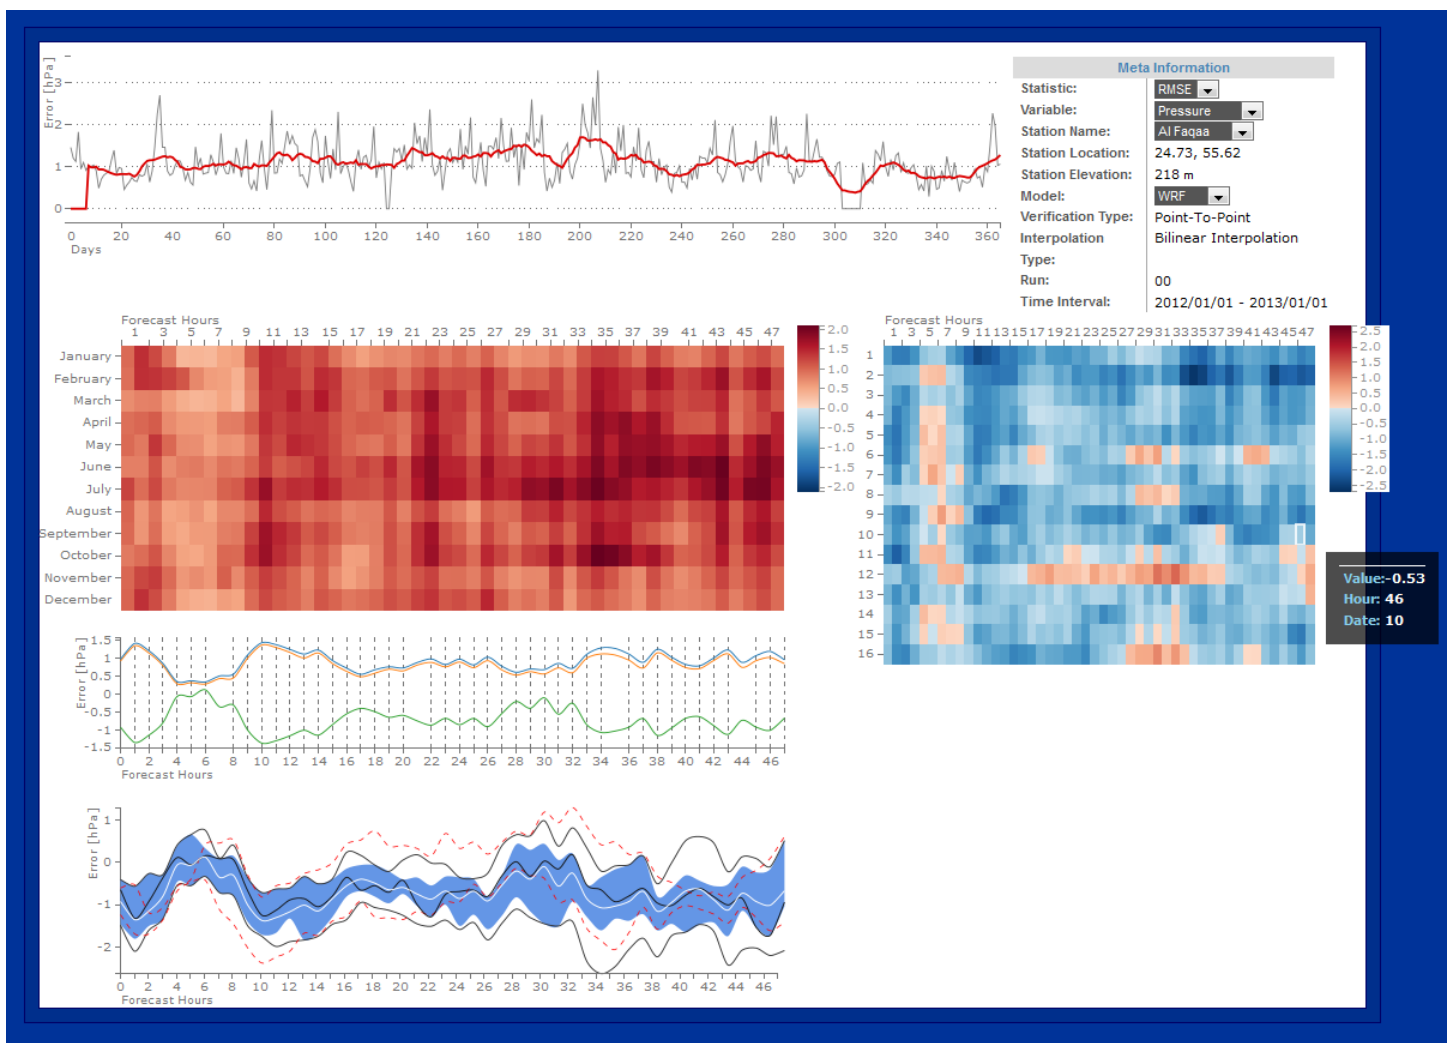 Error [hPa]
3
2
1
0
0 20 40 60 80 100 120 140 160 180 200 220 240 260 280 300 320 340 360
Days
Meta Information
Statistic: RMSE
Variable: Pressure
Station Name: Al Faqaa
Station Location: 24.73, 55.62
Station Elevation: 218 m
Model: WRF
Verification Type: Point-To-Point
Interpolation Bilinear Interpolation
Type:
Run: 00
Time Interval: 2012/01/01 - 2013/01/01
Forecast Hours
1 3 5 7 9 11 13 15 17 19 21 23 25 27 29 31 33 35 37 39 41 43 45 47
January
February
March
April
May
June
July
August
September
October
November
December
2.0
1.5
1.0
0.5
0.0
-0.5
-1.0
-1.5
-2.0
Forecast Hours
1 3 5 7 9 11 13 15 17 19 21 23 25 27 29 31 33 35 37 39 41 43 45 47
1
2
3
4
5
6
7
8
9
10
11
12
13
14
15
16
2.5
2.0
1.5
1.0
0.5
0.0
-0.5
-1.0
-1.5
-2.0
-2.5
Value:-0.53
Hour: 46
Date: 10
Error [hPa]
1.5
1
0.5
0
-0.5
-1
-1.5
0 2 4 6 8 10 12 14 16 18 20 22 24 26 28 30 32 34 36 38 40 42 44 46
Forecast Hours
Error [hPa]
1
0
-1
-2
0 2 4 6 8 10 12 14 16 18 20 22 24 26 28 30 32 34 36 38 40 42 44 46
Forecast Hours